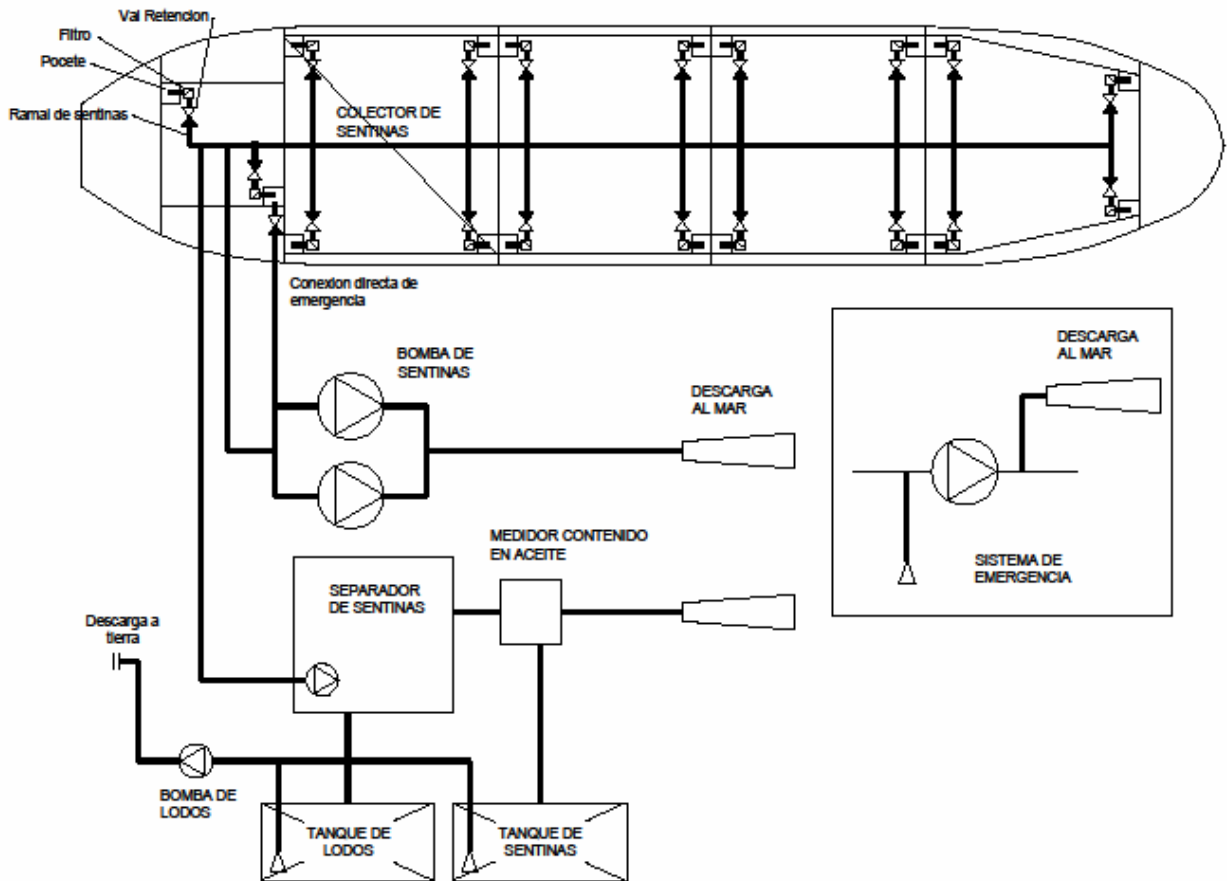 Val Retencion
Filtro
Pocete
Ramal de sentinas
COLECTOR DE
SENTINAS
Conexion directa de
emergencia
BOMBA DE
SENTINAS
DESCARGA
AL MAR
DESCARGA
AL MAR
SISTEMA DE
EMERGENCIA
MEDIDOR CONTENIDO
EN ACEITE
SEPARADOR
DE SENTINAS
Descarga a
tierra
BOMBA DE
LODOS
TANQUE DE
LODOS
TANQUE DE
SENTINAS